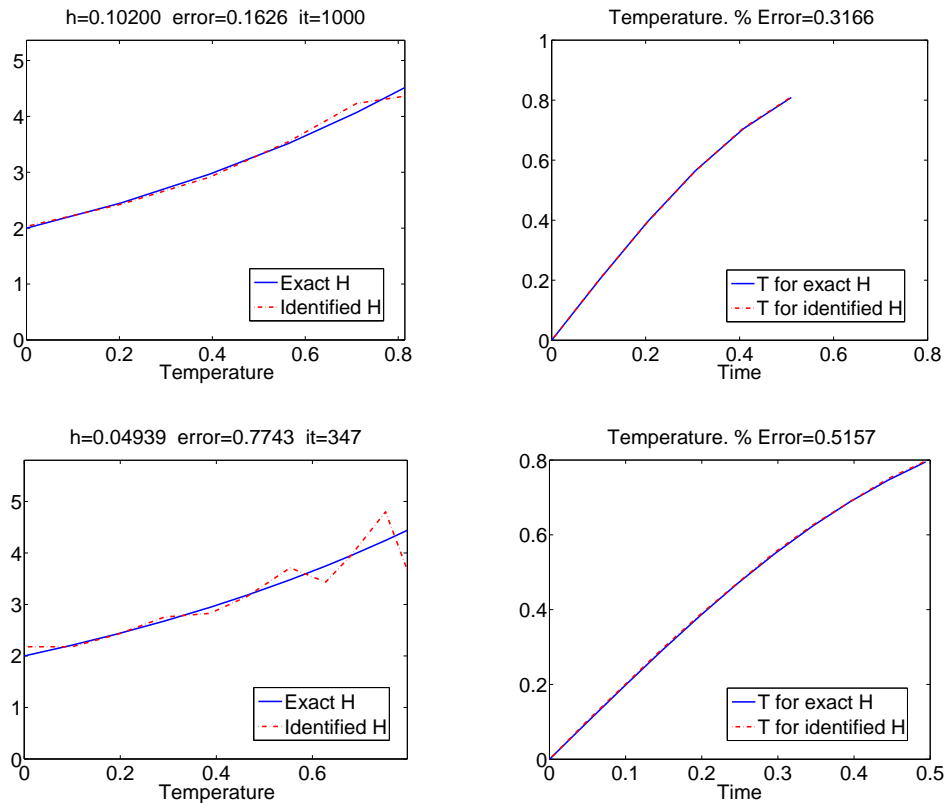 h=0.10200 error=0.1626 it=1000
5
4
3
2
1
0
0 0.2 0.4 0.6 0.8
Temperature
Exact H
Identified H
Temperature. % Error=0.3166
1
0.8
0.6
0.4
0.2
0
0 0.2 0.4 0.6 0.8
Time
T for exact H
T for identified H
h=0.04939 error=0.7743 it=347
5
4
3
2
1
0
0 0.2 0.4 0.6
Temperature
Exact H
Identified H
Temperature. % Error=0.5157
0.8
0.6
0.4
0.2
0
0 0.1 0.2 0.3 0.4 0.5
Time
T for exact H
T for identified H